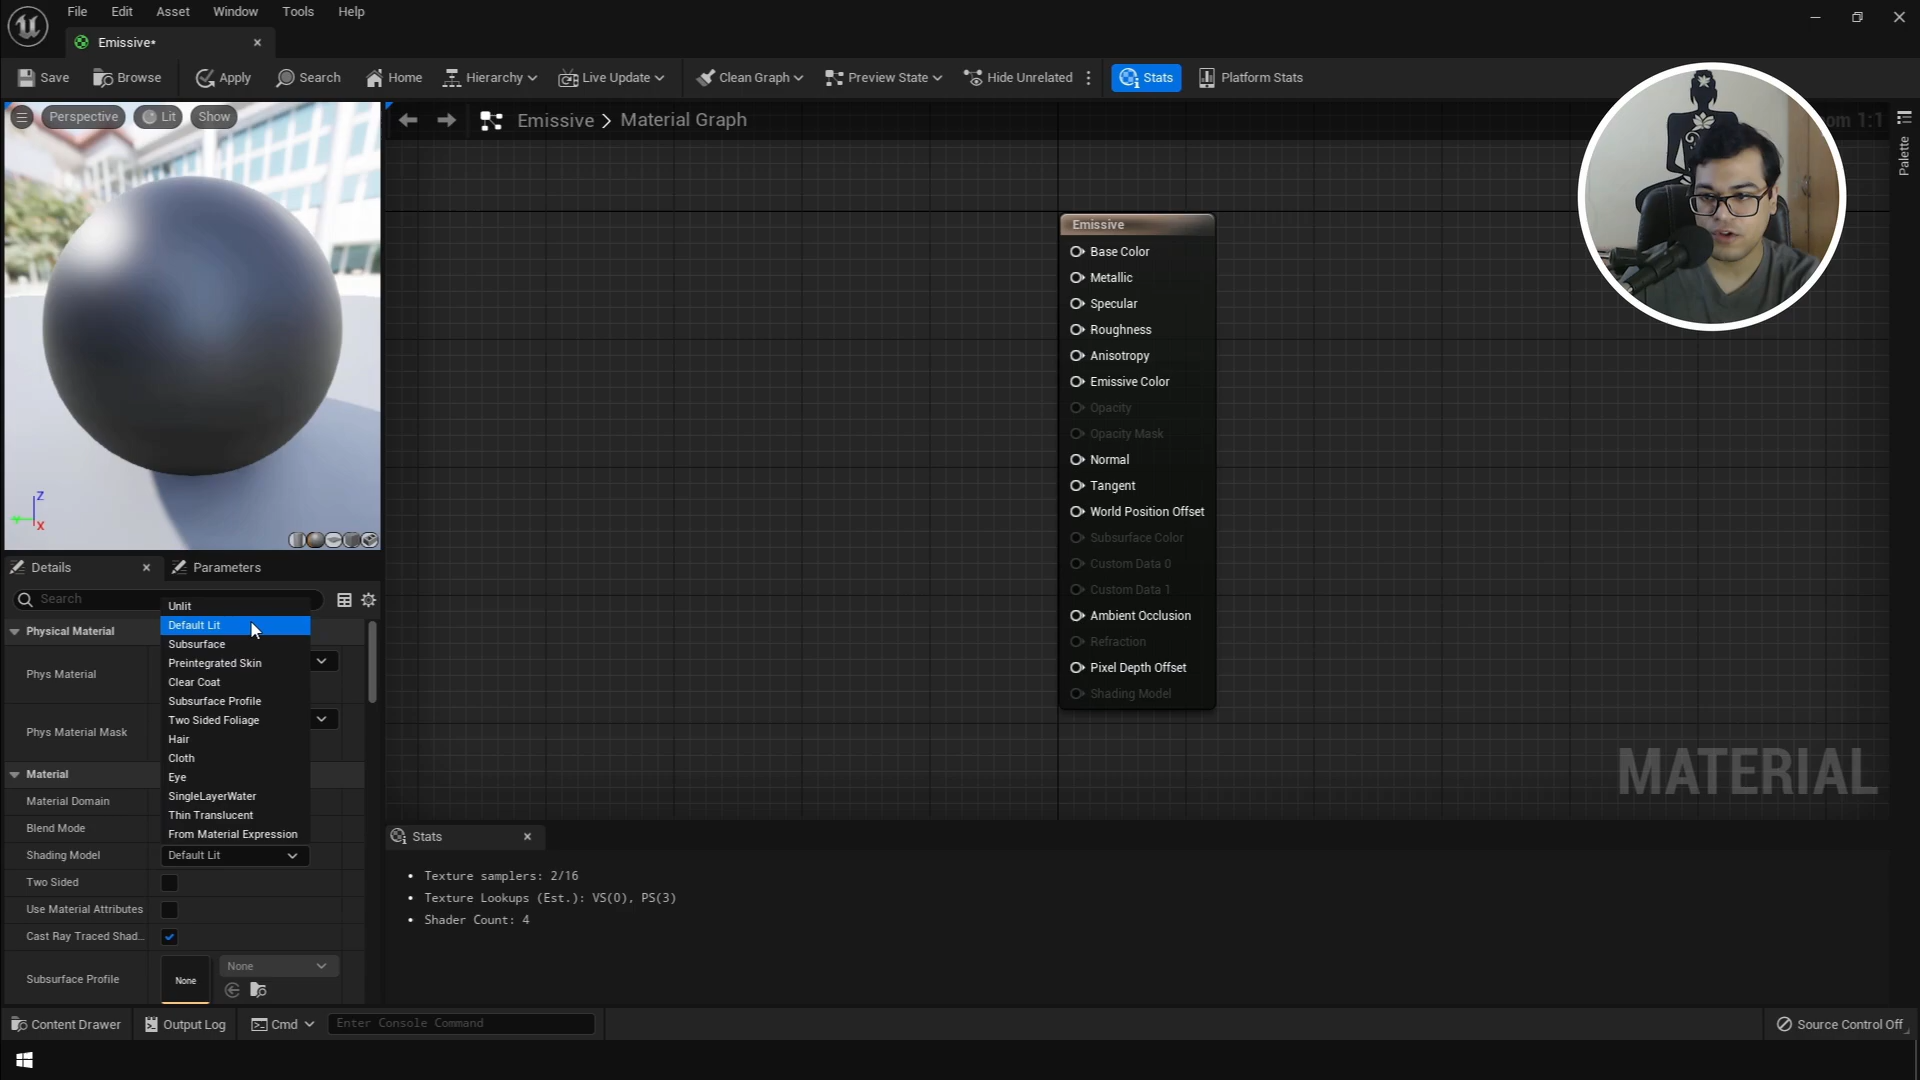 File Edit Asset Window Tools Help
Emissive*
Save Browse Apply Search Home Hierarchy Live Update Clean Graph Preview State Hide Unrelated Stats Platform Stats
Perspective Lit Show
Emissive > Material Graph
om 1:1
Palette
Emissive
Base Color
Metallic
Specular
Roughness
Anisotropy
Emissive Color
Opacity
Opacity Mask
Normal
Tangent
World Position Offset
Subsurface Color
Custom Data 0
Custom Data 1
Ambient Occlusion
Refraction
Pixel Depth Offset
Shading Model
MATERIAL
Z
Y
X
Details Parameters
Search
Unlit
Default Lit
Subsurface
Preintegrated Skin
Clear Coat
Subsurface Profile
Two Sided Foliage
Hair
Cloth
Eye
SingleLayerWater
Thin Translucent
From Material Expression
Physical Material
Phys Material
Phys Material Mask
Material
Material Domain
Blend Mode
Shading Model Default Lit
Two Sided
Use Material Attributes
Cast Ray Traced Shad...
Subsurface Profile None None
Stats
• Texture samplers: 2/16
• Texture Lookups (Est.): VS(0), PS(3)
• Shader Count: 4
Content Drawer Output Log Cmd Enter Console Command Source Control Off